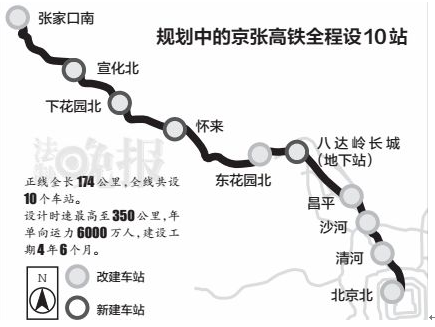 规划中的京张高铁全程设10站
张家口南
宣化北
下花园北
怀来
东花园北
八达岭长城
(地下站)
昌平
沙河
清河
北京北
法制晚报
正线全长174公里,全线共设
10个车站。
设计时速最高至350公里,年
单向运力6000万人,建设工
期4年6个月。
N
改建车站
新建车站